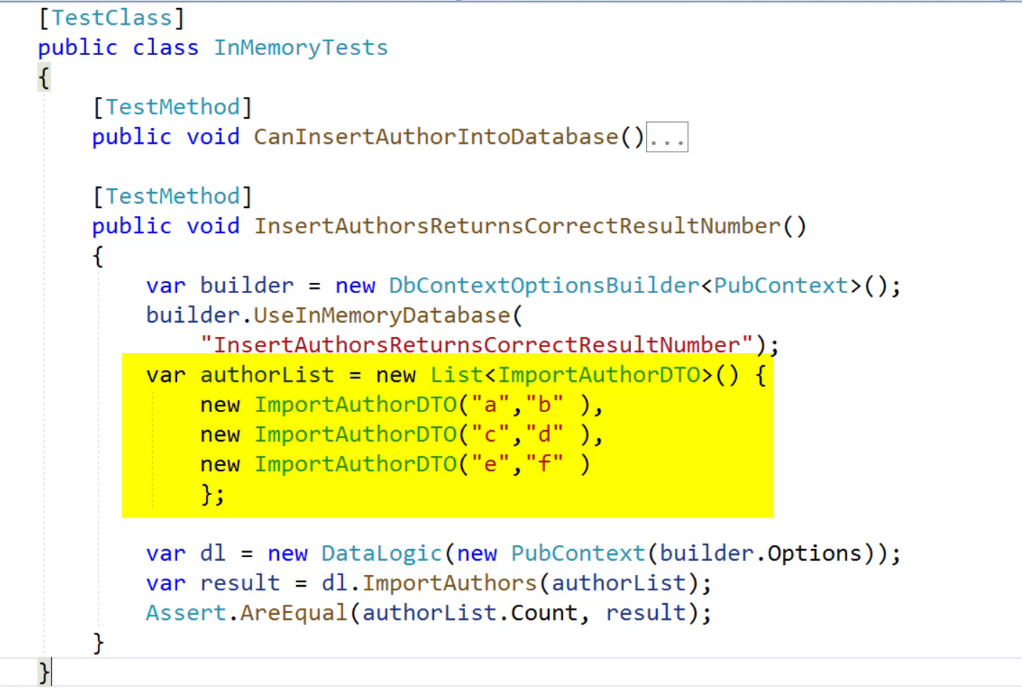 [TestClass]
public class InMemoryTests
{
    [TestMethod]
    public void CanInsertAuthorIntoDatabase()...
    [TestMethod]
    public void InsertAuthorsReturnsCorrectResultNumber()
    {
        var builder = new DbContextOptionsBuilder<PubContext>();
        builder.UseInMemoryDatabase(
            "InsertAuthorsReturnsCorrectResultNumber");
        var authorList = new List<ImportAuthorDTO>() {
            new ImportAuthorDTO("a","b" ),
            new ImportAuthorDTO("c","d" ),
            new ImportAuthorDTO("e","f" )
            };
        var dl = new DataLogic(new PubContext(builder.Options));
        var result = dl.ImportAuthors(authorList);
        Assert.AreEqual(authorList.Count, result);
    }
}